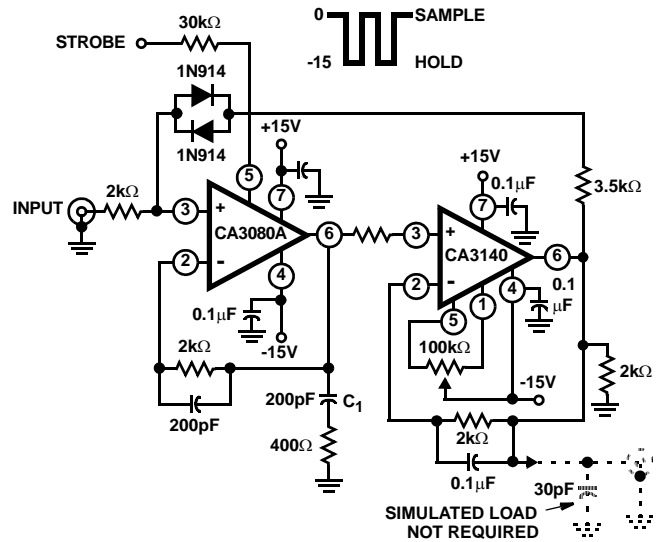 0
SAMPLE
-15
HOLD
STROBE
30kΩ
1N914
1N914
+15V
5
7
2kΩ
INPUT
3
+
CA3080A
2
-
6
4
0.1µF
-15V
2kΩ
200pF
200pF
C1
400Ω
+15V
0.1µF
7
3
+
CA3140
2
-
6
0.1
µF
4
1
5
100kΩ
-15V
3.5kΩ
2kΩ
2kΩ
0.1µF
30pF
SIMULATED LOAD
NOT REQUIRED